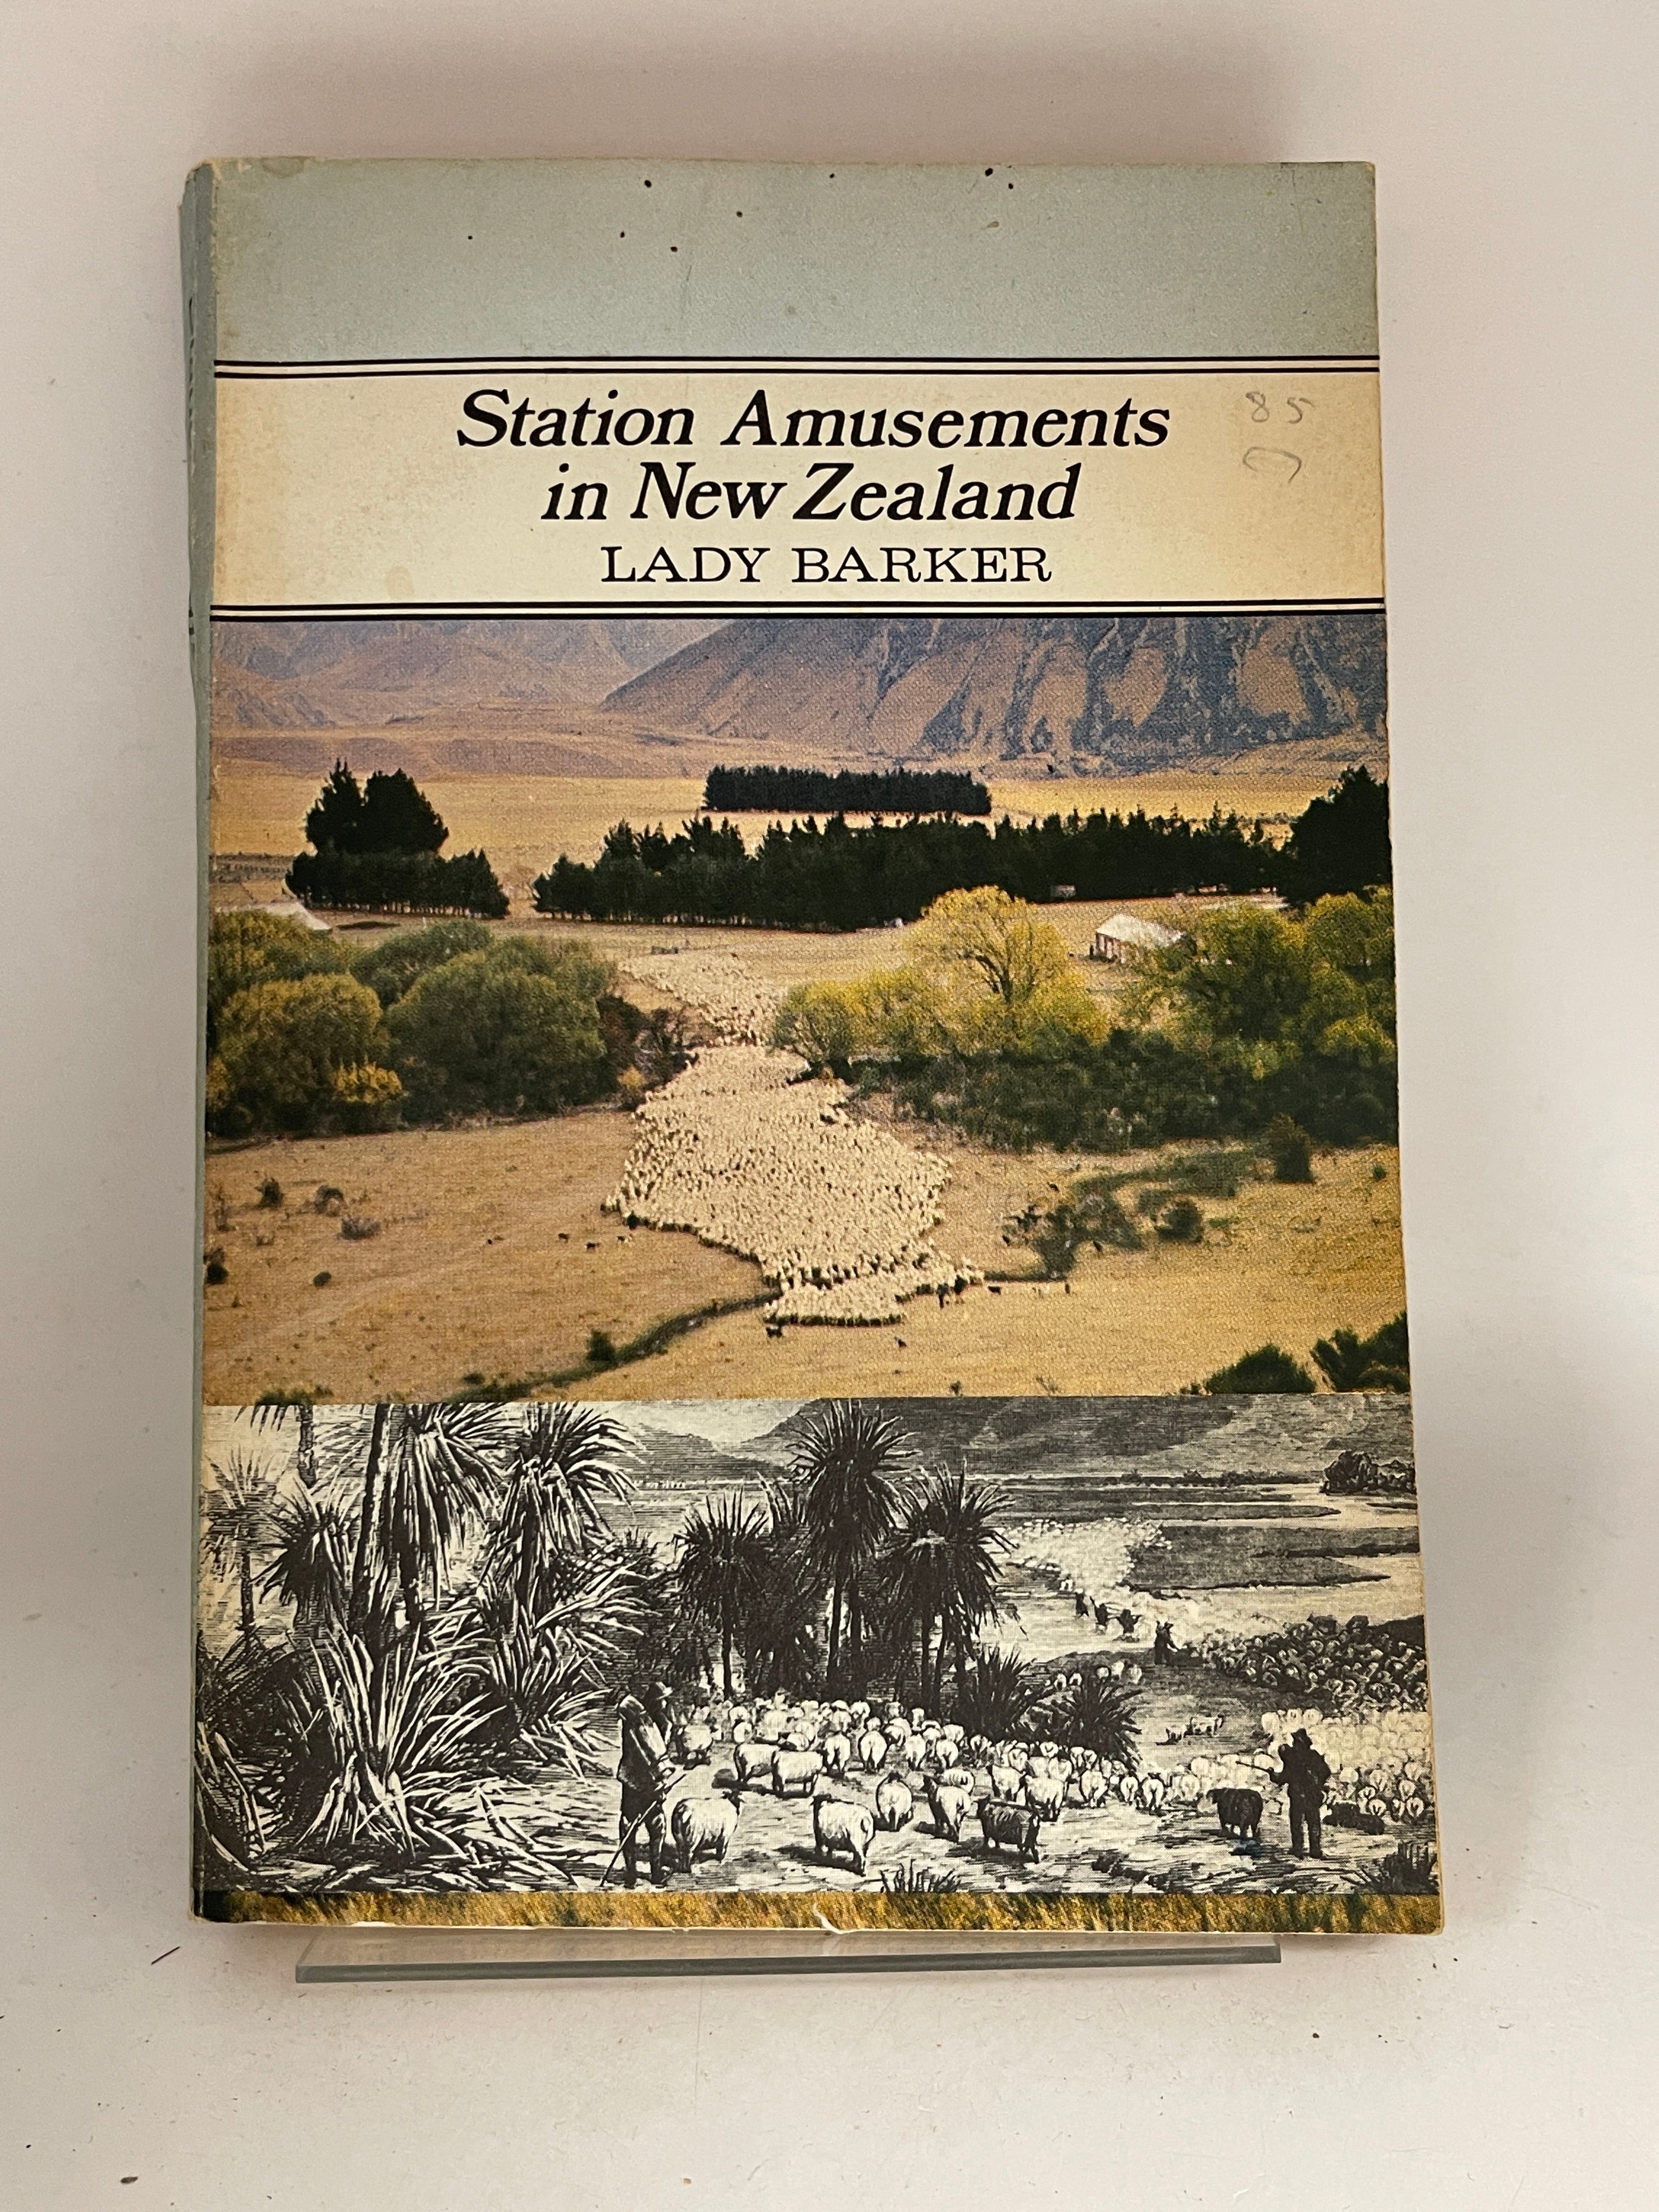 Station Amusements
in New Zealand
LADY BARKER
85